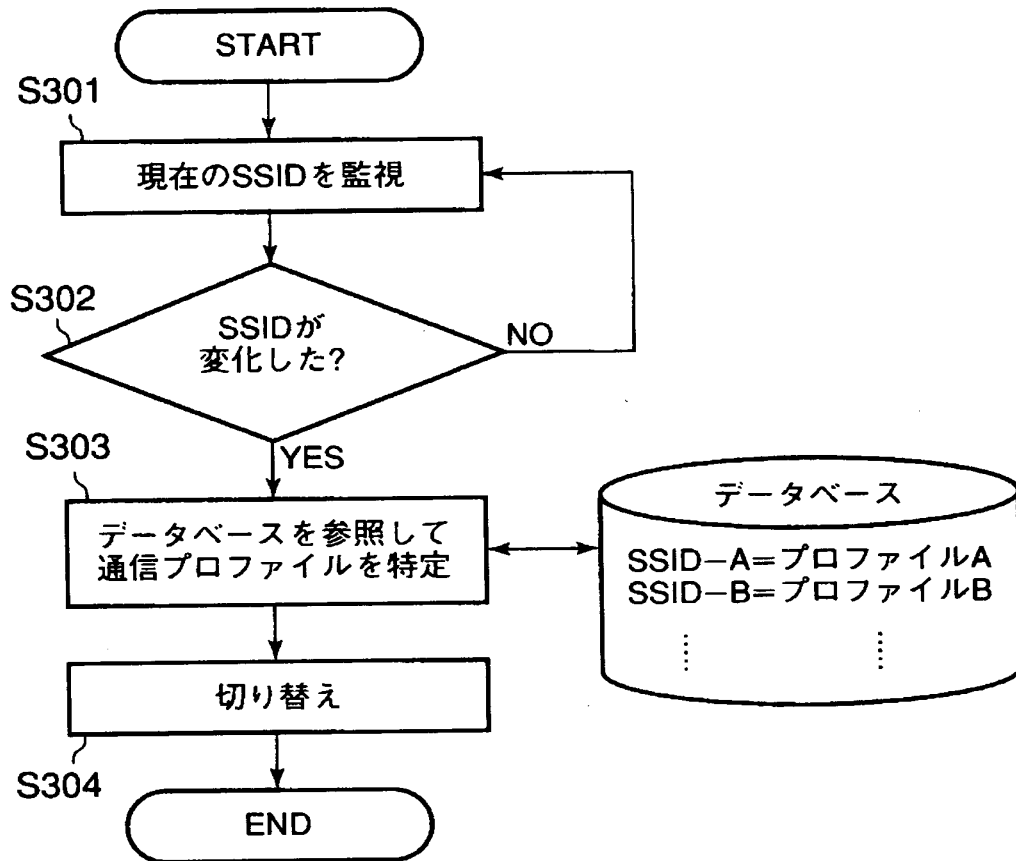 START
S301
現在のSSIDを監視
S302
SSIDが
変化した?
NO
YES
S303
データベースを参照して
通信プロファイルを特定
データベース
SSID−A=プロファイルA
SSID−B=プロファイルB
切り替え
S304
END